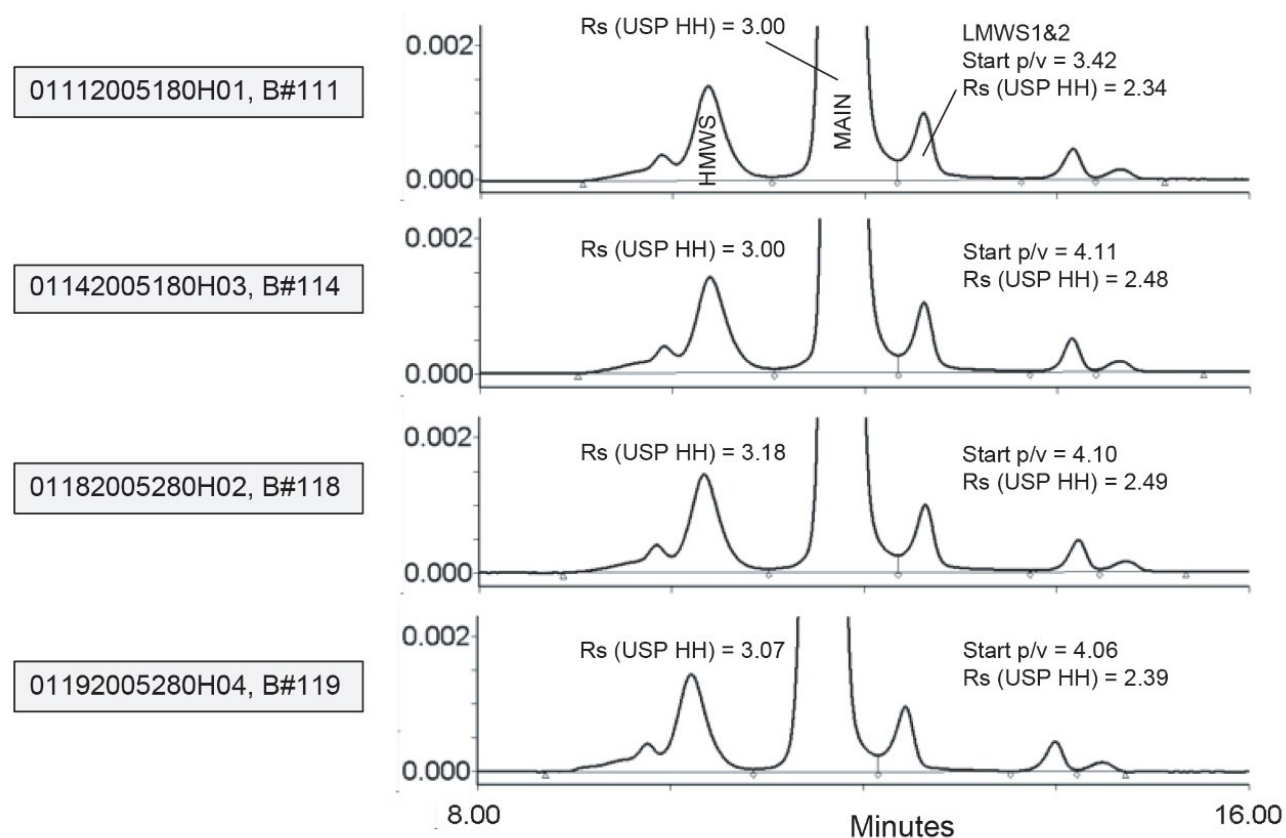 01112005180H01, B#111
0.002
0.000
Rs (USP HH) = 3.00
HMWS
MAIN
LMWS1&2
Start p/v = 3.42
Rs (USP HH) = 2.34
01142005180H03, B#114
0.002
0.000
Rs (USP HH) = 3.00
Start p/v = 4.11
Rs (USP HH) = 2.48
01182005280H02, B#118
0.002
0.000
Rs (USP HH) = 3.18
Start p/v = 4.10
Rs (USP HH) = 2.49
01192005280H04, B#119
0.002
0.000
Rs (USP HH) = 3.07
Start p/v = 4.06
Rs (USP HH) = 2.39
8.00
Minutes
16.00